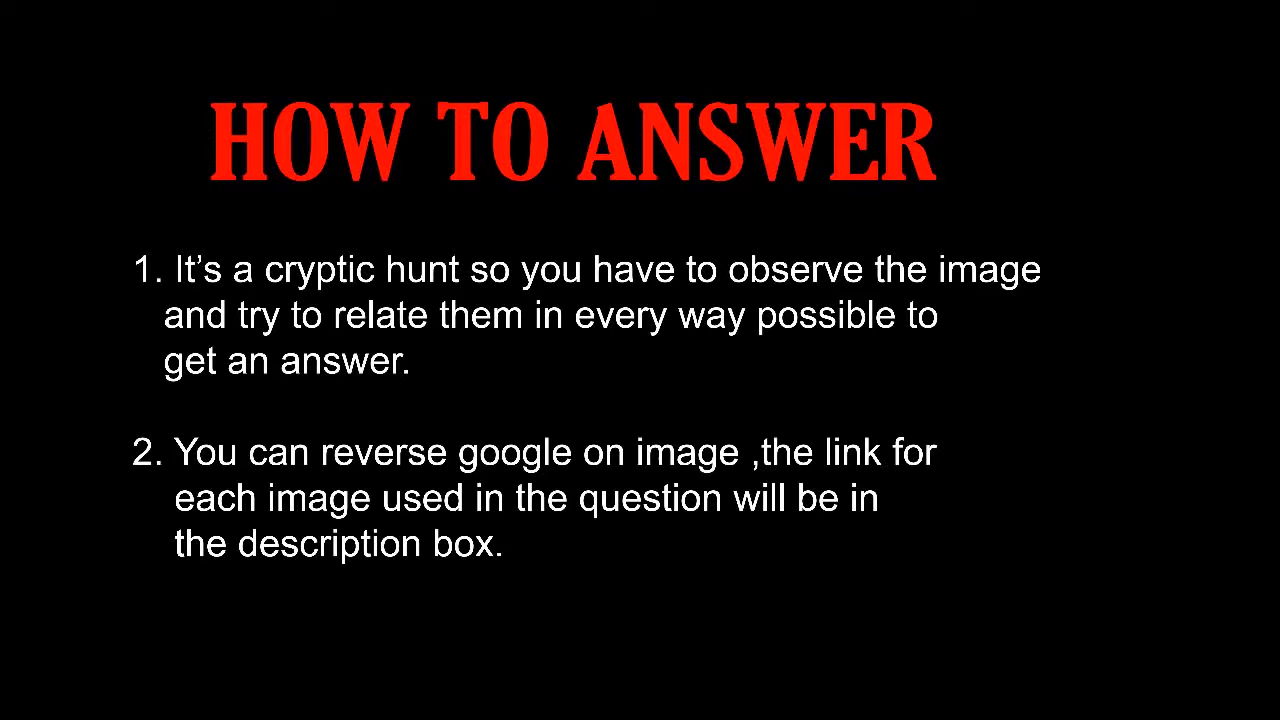 HOW TO ANSWER
1. It’s a cryptic hunt so you have to observe the image
and try to relate them in every way possible to
get an answer.
2. You can reverse google on image ,the link for
each image used in the question will be in
the description box.